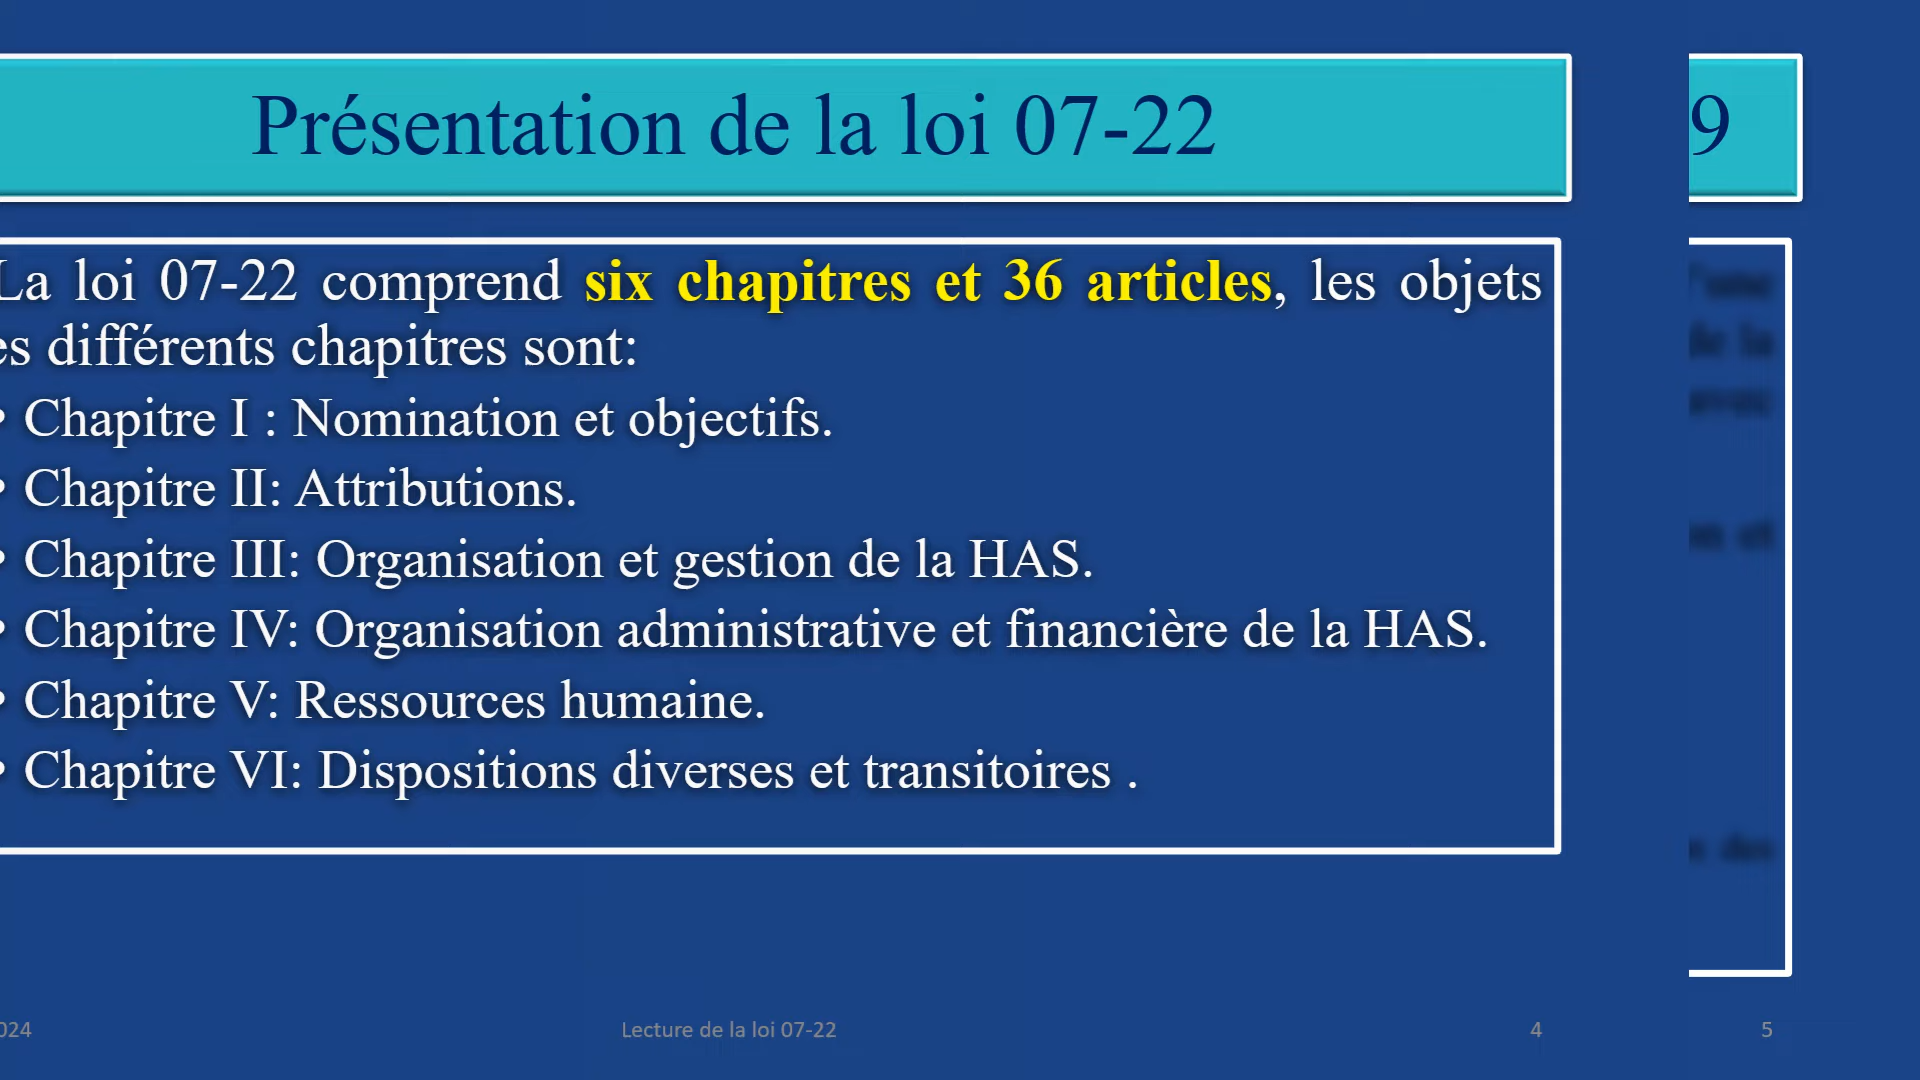 Présentation de la loi 07-22
9
La loi 07-22 comprend six chapitres et 36 articles, les objets
es différents chapitres sont:
• Chapitre I : Nomination et objectifs.
• Chapitre II: Attributions.
• Chapitre III: Organisation et gestion de la HAS.
• Chapitre IV: Organisation administrative et financière de la HAS.
• Chapitre V: Ressources humaine.
• Chapitre VI: Dispositions diverses et transitoires .
de la
024
Lecture de la loi 07-22
4
5